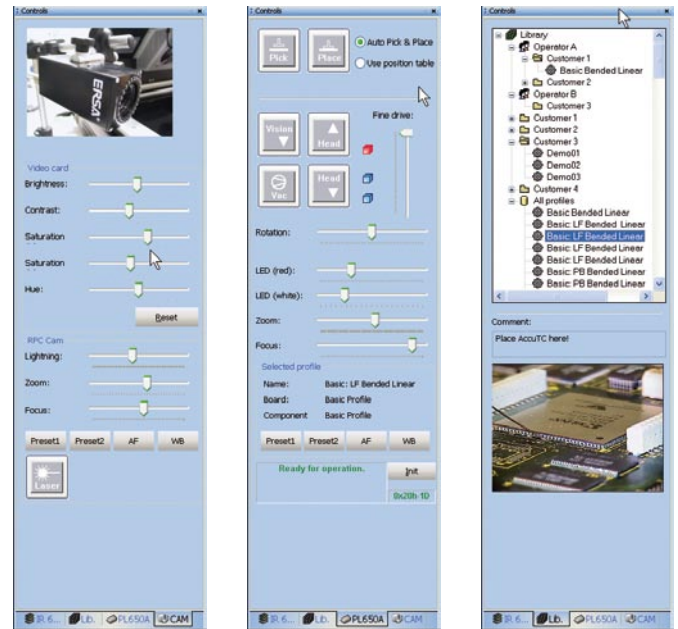 Controls
ERSA
Video card
Brightness:
Contrast:
Saturation
Saturation
Hue:
Reset
RPC Cam
Lightning:
Zoom:
Focus:
Preset1 Preset2 AF WB
Laser
IR 6... Lib. PL650A CAM
Controls
Pick Place
Auto Pick & Place
Use position table
Fine drive:
Vision Head
Vac Head
Rotation:
LED (red):
LED (white):
Zoom:
Focus:
Selected profile
Name: Basic: LF Bended Linear
Board: Basic Profile
Component Basic Profile
Preset1 Preset2 AF WB
Ready for operation.
Init
0x20h-1D
IR 6... Lib. PL650A CAM
Controls
Library
Operator A
Customer 1
Basic Bended Linear
Customer 2
Operator B
Customer 3
Customer 1
Customer 2
Customer 3
Demo01
Demo02
Demo03
Customer 4
All profiles
Basic Bended Linear
Basic: LF Bended Linear
Basic: LF Bended Linear
Basic: LF Bended Linear
Basic: LF Bended Linear
Basic: PB Bended Linear
Basic: PB Bended Linear
Comment:
Place AccuTC here!
IR 6... Lib. PL650A CAM